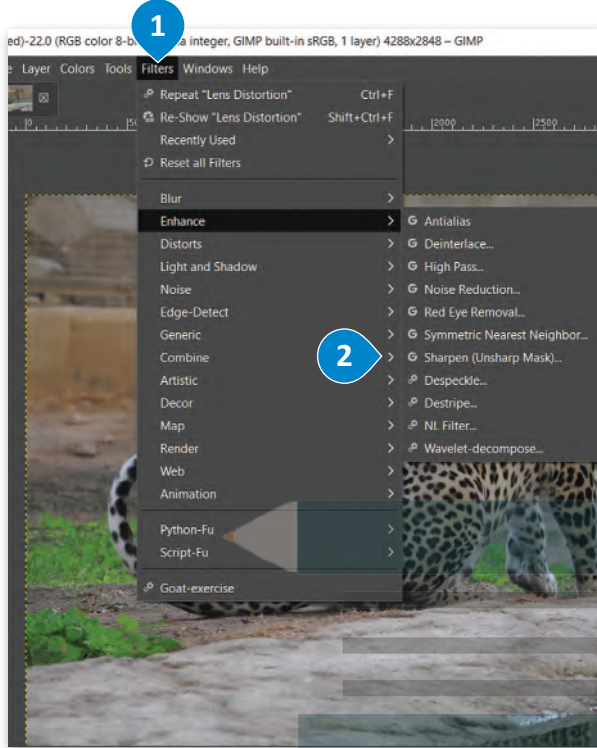 1
ed)-22.0 (RGB color 8-b a integer, GIMP built-in sRGB, 1 layer) 4288x2848 – GIMP
e Layer Colors Tools Filters Windows Help
Repeat "Lens Distortion" Ctrl+F
Re-Show "Lens Distortion" Shift+Ctrl+F
Recently Used >
Reset all Filters
|0 |2000 |2500
Blur >
Enhance >
Distorts >
Light and Shadow >
Noise >
Edge-Detect >
Generic >
Combine >
Artistic >
Decor >
Map >
Render >
Web >
Animation >
Python-Fu >
Script-Fu >
Goat-exercise
G Antialias
G Deinterlace...
G High Pass...
G Noise Reduction...
G Red Eye Removal...
G Symmetric Nearest Neighbor...
2
G Sharpen (Unsharp Mask)...
Despeckle...
Destripe...
NL Filter...
Wavelet-decompose...